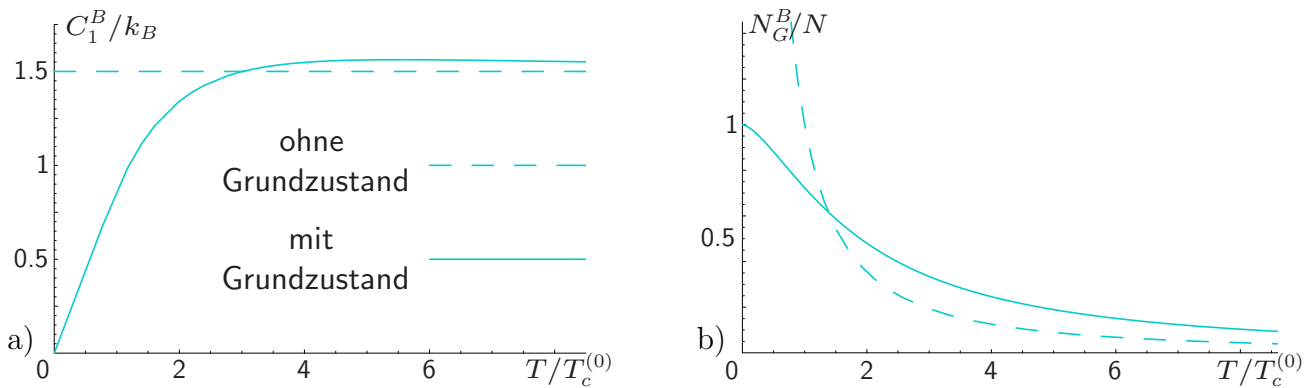 C_1^B/k_B
1.5
1
0.5
0
2
4
6
T/T_c^{(0)}
ohne
Grundzustand
mit
Grundzustand
a)
N_G^B/N
1
0.5
0
2
4
6
T/T_c^{(0)}
b)